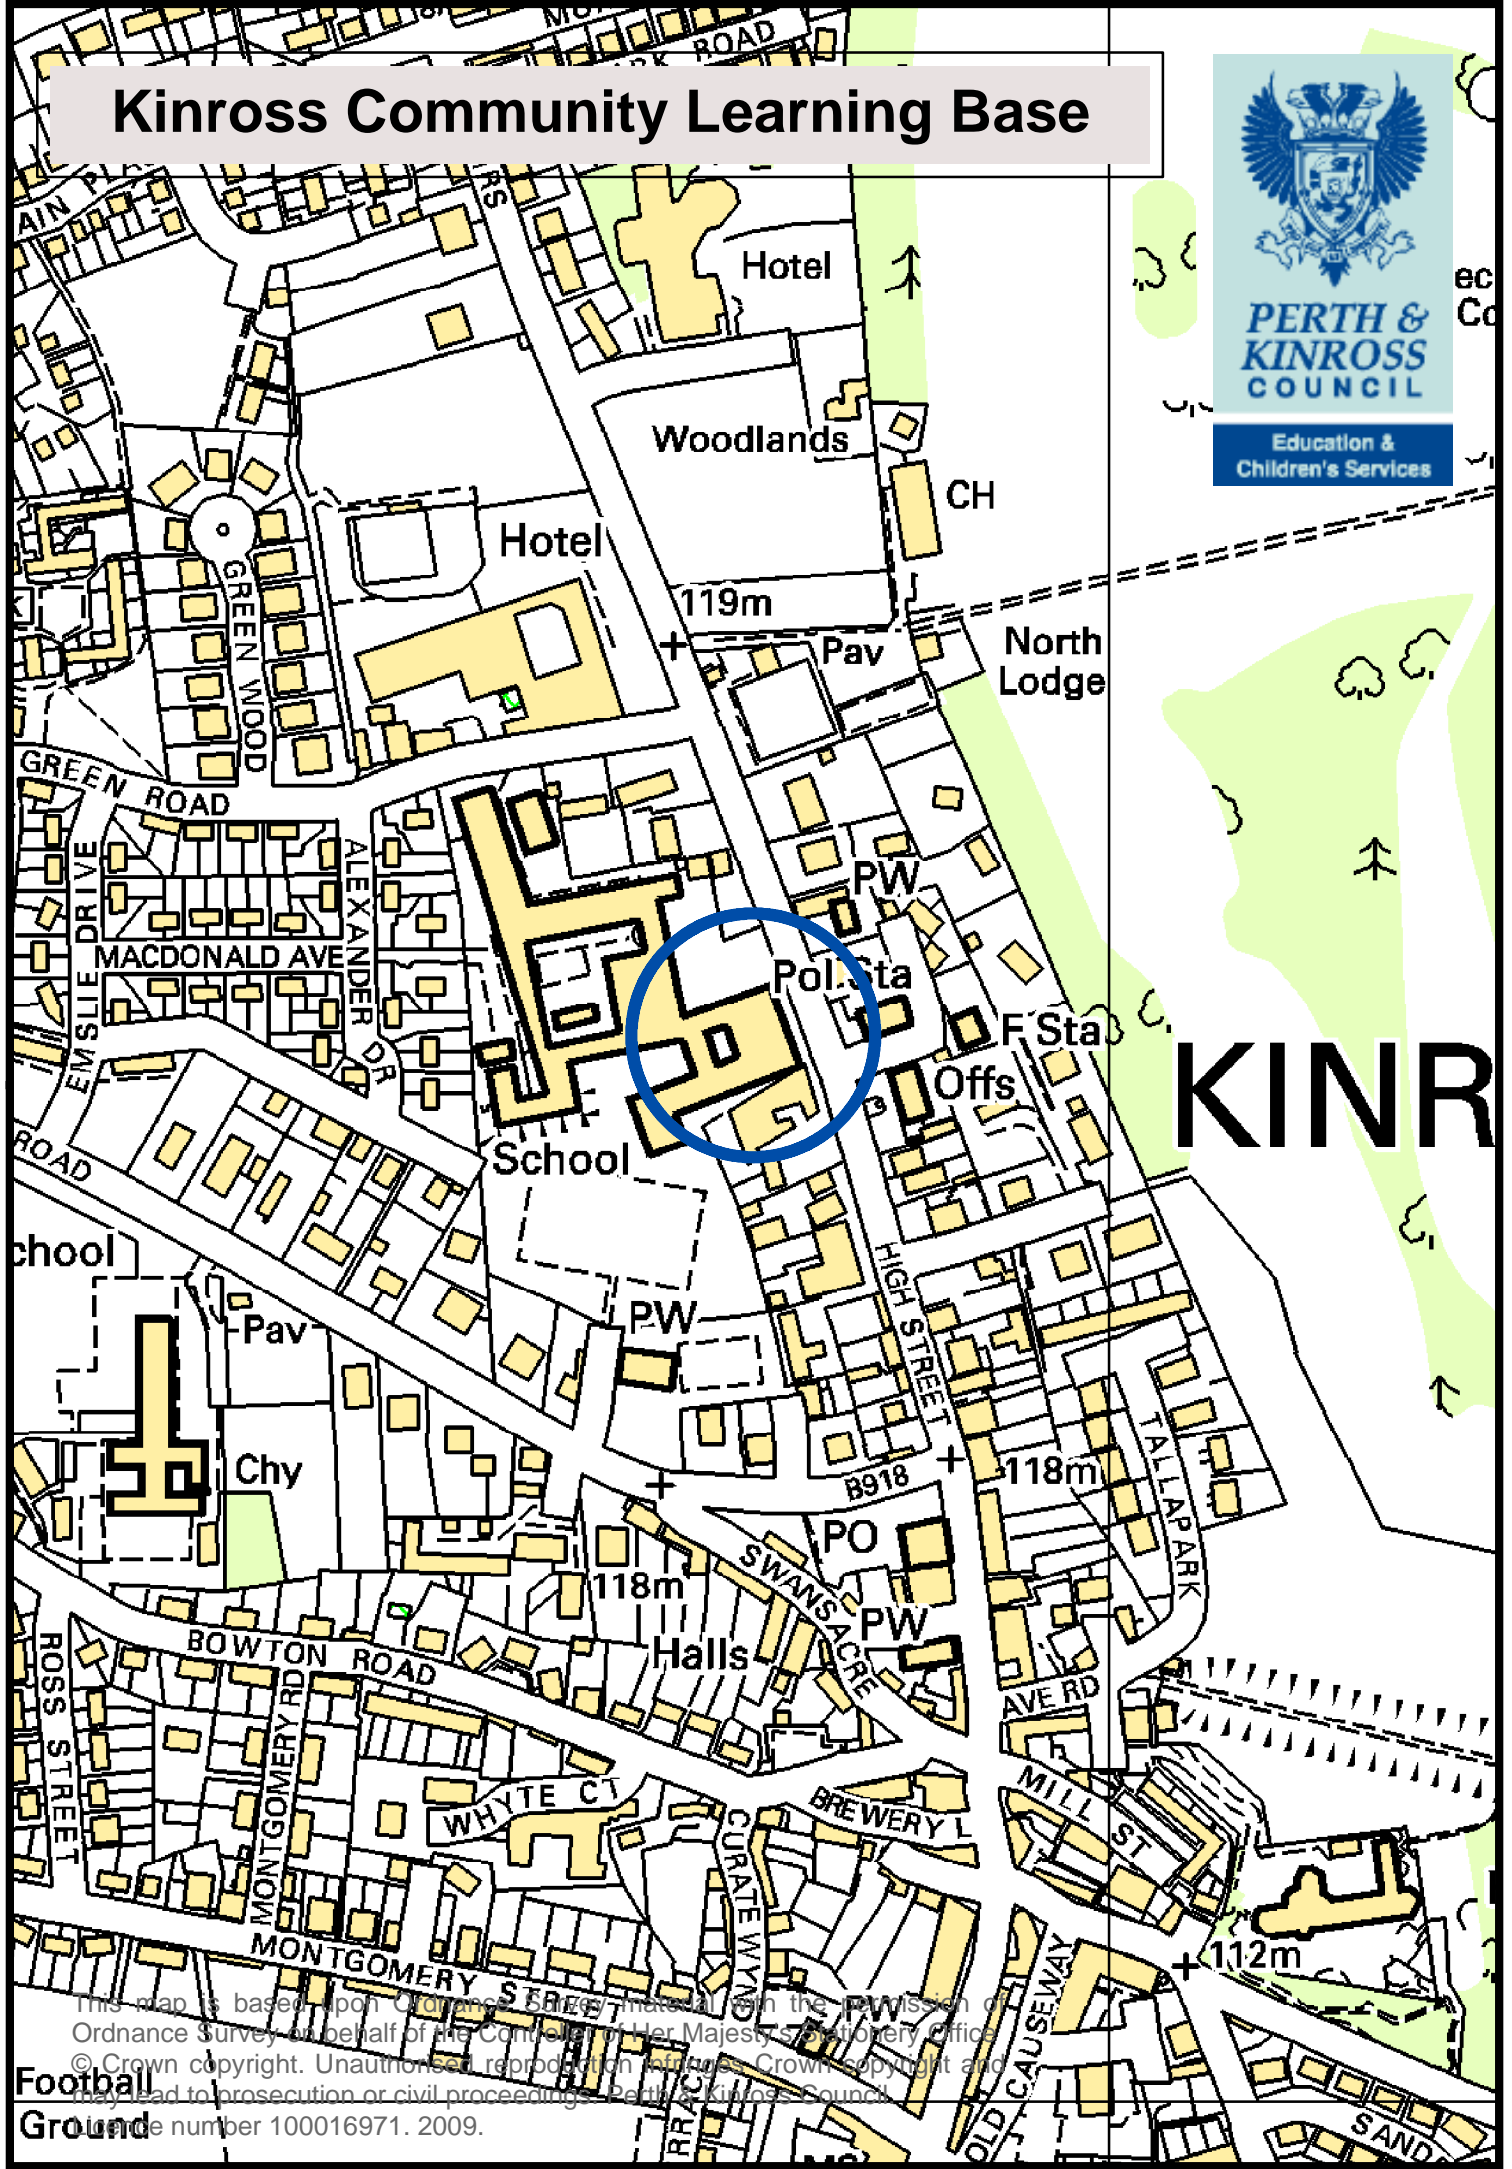 PARK ROAD
Kinross Community Learning Base
AIN
RS
Hotel
PERTH &
KINROSS
COUNCIL
Education &
Children's Services
Woodlands
CH
Hotel
GREEN WOOD
119m
Pav
North
Lodge
GREEN ROAD
EMSLIE DRIVE
ALEXANDER DR
MACDONALD AVE
PW
Pol Sta
F Sta
Offs
KINR
School
ROAD
chool
Pav
PW
HIGH STREET
TALLAPARK
Chy
B918
118m
PO
118m
SWANSACRE
PW
Halls
BOWTON ROAD
ROSS STREET
MONTGOMERY RD
AVE RD
MILL ST
WHYTE CT
BREWERY L
CURATE WYND
MONTGOMERY STREET
112m
OLD CAUSEWAY
PW
This map is based upon Ordnance Survey material with the permission of
Ordnance Survey on behalf of the Controller of Her Majesty's Stationery Office
© Crown copyright. Unauthorised reproduction infringes Crown copyright and
may lead to prosecution or civil proceedings. Perth & Kinross Council.
Licence number 100016971. 2009.
Football
Ground
SAND